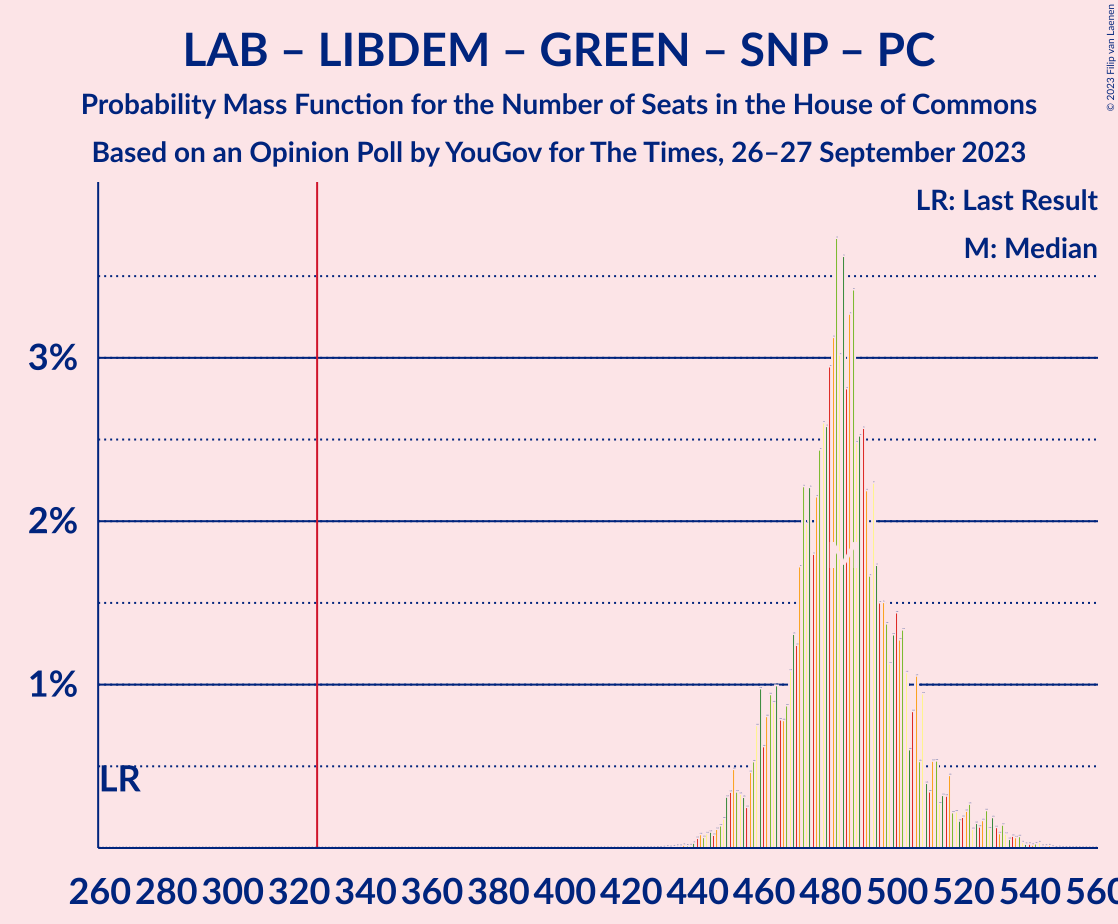 LAB – LIBDEM – GREEN – SNP – PC
Probability Mass Function for the Number of Seats in the House of Commons
Based on an Opinion Poll by YouGov for The Times, 26–27 September 2023
© 2023 Filip van Laenen
LR: Last Result
M: Median
3%
2%
1%
LR
260 280 300 320 340 360 380 400 420 440 460 480 500 520 540 560